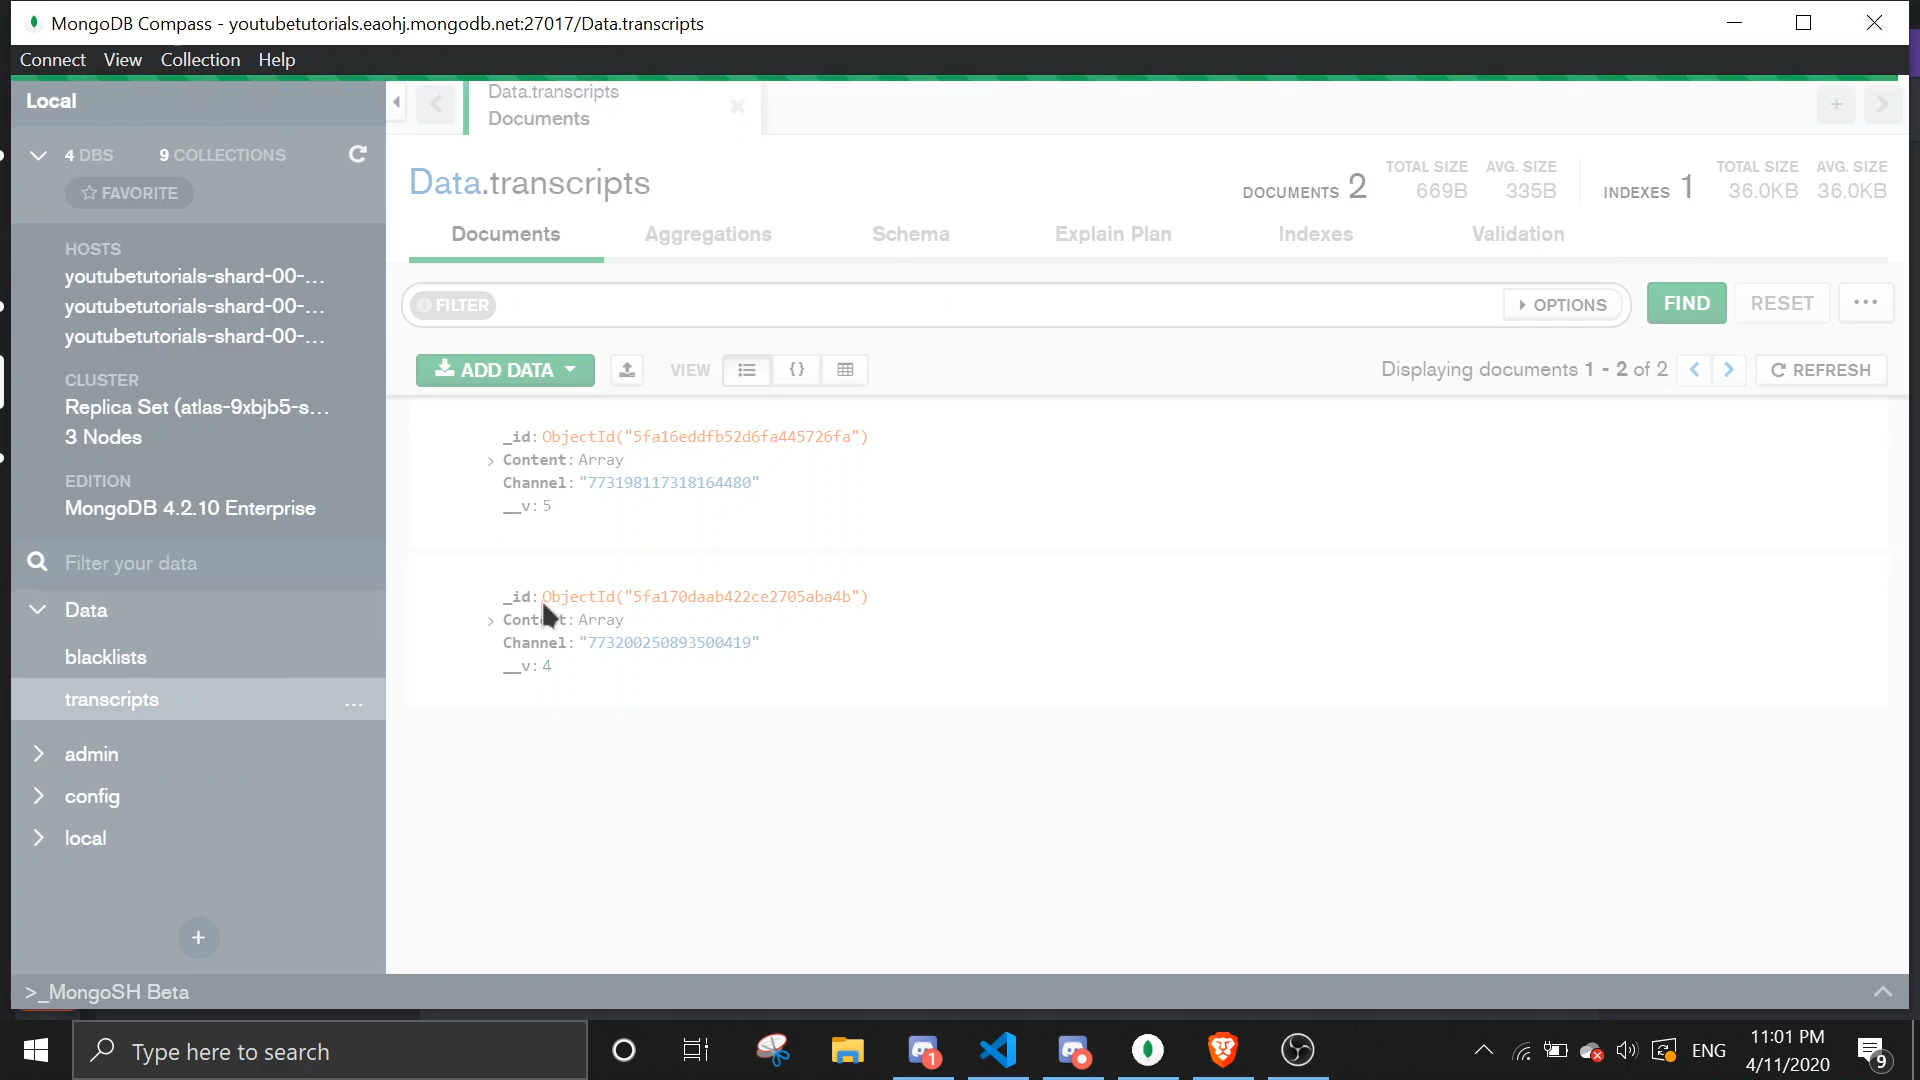 MongoDB Compass - youtubetutorials.eaohj.mongodb.net:27017/Data.transcripts
Connect View Collection Help
Local
4 DBS 9 COLLECTIONS
FAVORITE
HOSTS
youtubetutorials-shard-00-...
youtubetutorials-shard-00-...
youtubetutorials-shard-00-...
CLUSTER
Replica Set (atlas-9xbjb5-s...
3 Nodes
EDITION
MongoDB 4.2.10 Enterprise
Filter your data
Data
blacklists
transcripts ...
admin
config
local
+
Data.transcripts
Documents
Data.transcripts
DOCUMENTS 2
TOTAL SIZE AVG. SIZE
669B 335B
INDEXES 1
TOTAL SIZE AVG. SIZE
36.0KB 36.0KB
Documents Aggregations Schema Explain Plan Indexes Validation
FILTER OPTIONS FIND RESET ...
ADD DATA VIEW { } Displaying documents 1 - 2 of 2 REFRESH
_id: ObjectId("5fa16eddfb52d6fa445726fa")
Content: Array
Channel: "773198117318164480"
__v: 5
_id: ObjectId("5fa170daab422ce2705aba4b")
Content: Array
Channel: "773200250893500419"
__v: 4
>_MongoSH Beta
Type here to search
1
ENG
11:01 PM
4/11/2020
9